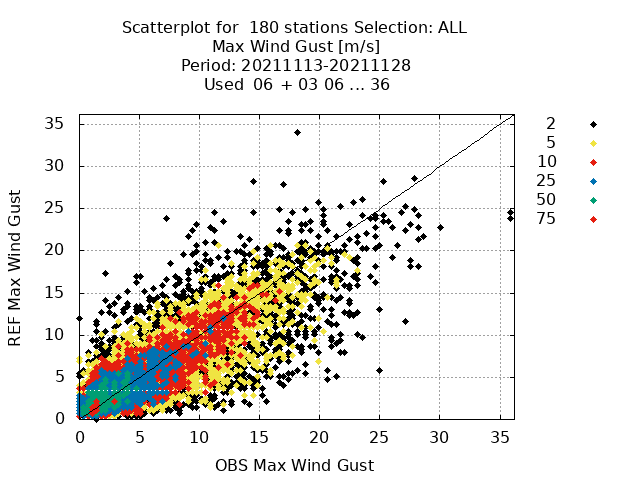 Scatterplot for  180 stations Selection: ALL
Max Wind Gust [m/s]
Period: 20211113-20211128
Used  06 + 03 06 ... 36
REF Max Wind Gust
35
30
25
20
15
10
5
0
0 5 10 15 20 25 30 35
OBS Max Wind Gust
2
5
10
25
50
75